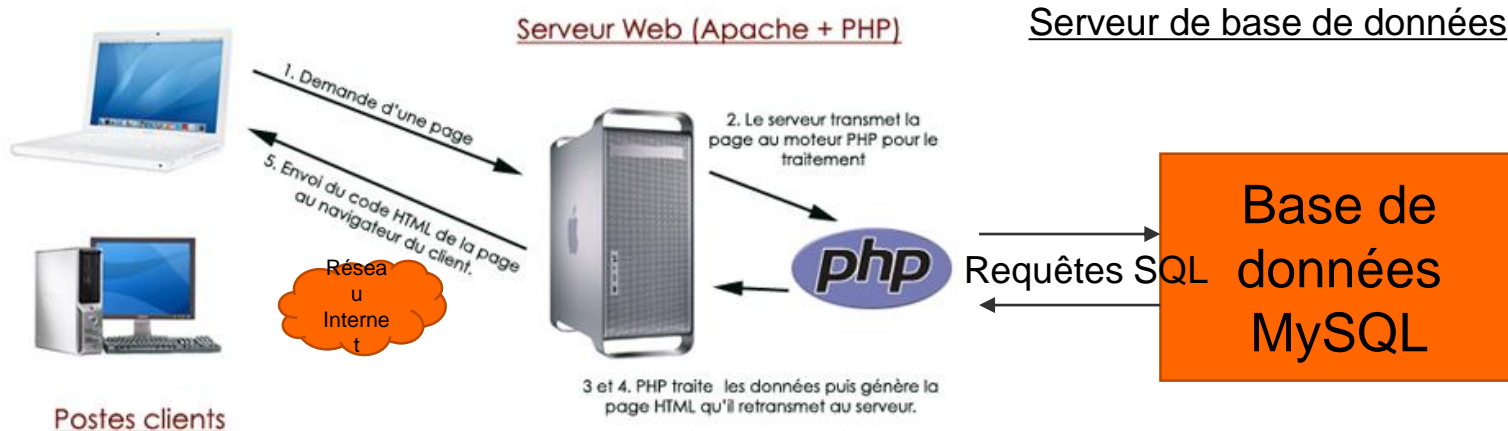 Serveur Web (Apache + PHP)
Serveur de base de données
1. Demande d'une page
2. Le serveur transmet la
page au moteur PHP pour le
traitement
5. Envoi du code HTML de la page
au navigateur du client.
Résea
u
Interne
t
php
Requêtes SQL
Base de
données
MySQL
3 et 4. PHP traite les données puis génère la
page HTML qu'il retransmet au serveur.
Postes clients